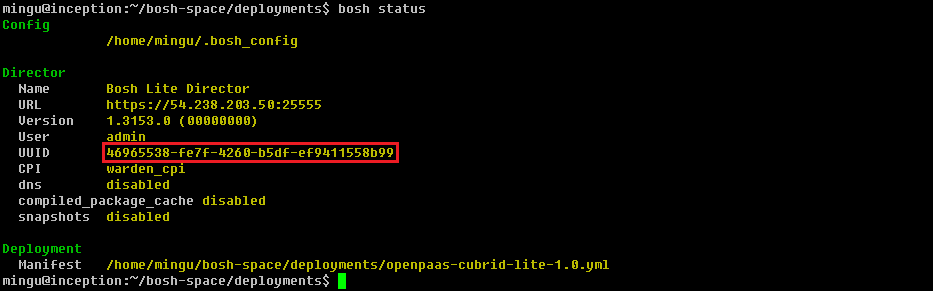 mingu@inception:~/bosh-space/deployments$ bosh status
Config
/home/mingu/.bosh_config
Director
Name Bosh Lite Director
URL https://54.238.203.50:25555
Version 1.3153.0 (00000000)
User admin
UUID 46965538-fe7f-4260-b5df-ef9411558b99
CPI warden_cpi
dns disabled
compiled_package_cache disabled
snapshots disabled
Deployment
Manifest /home/mingu/bosh-space/deployments/openpaas-cubrid-lite-1.0.yml
mingu@inception:~/bosh-space/deployments$